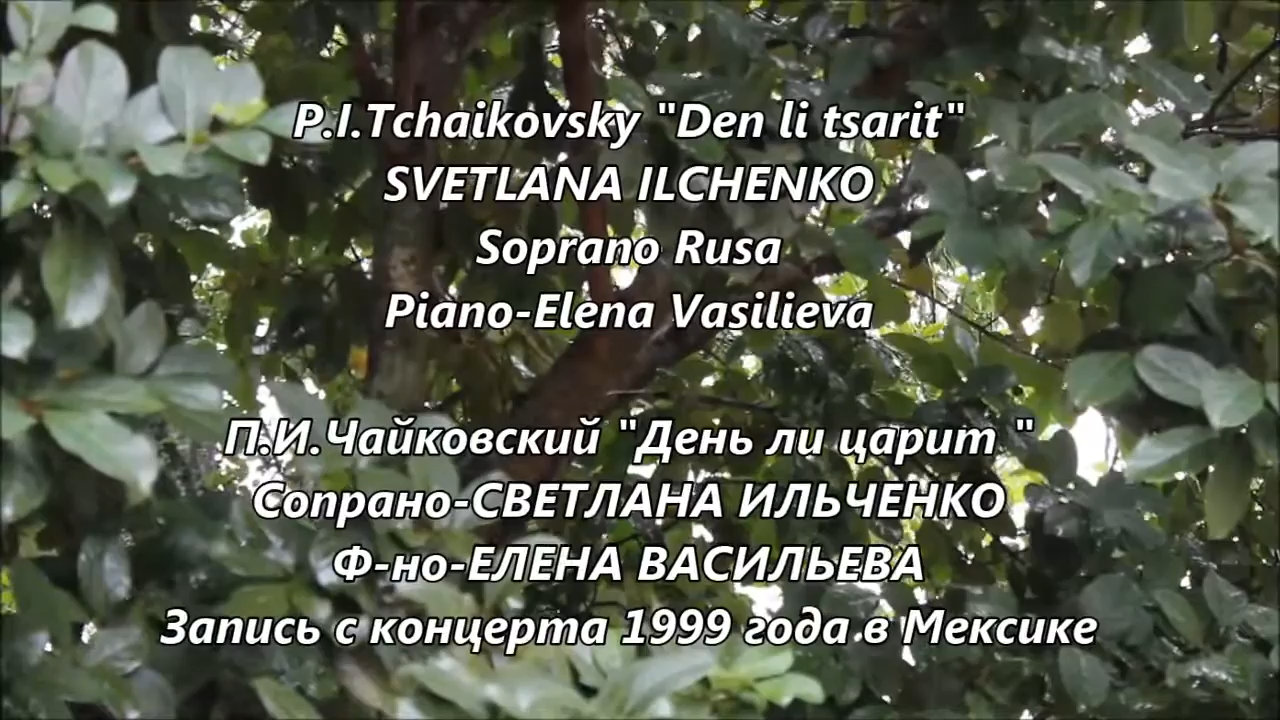 P.I.Tchaikovsky "Den li tsarit"
SVETLANA ILCHENKO
Soprano Rusa
Piano-Elena Vasilieva
П.И.Чайковский "День ли царит "
Сопрано-СВЕТЛАНА ИЛЬЧЕНКО
Ф-но-ЕЛЕНА ВАСИЛЬЕВА
Запись с концерта 1999 года в Мексике